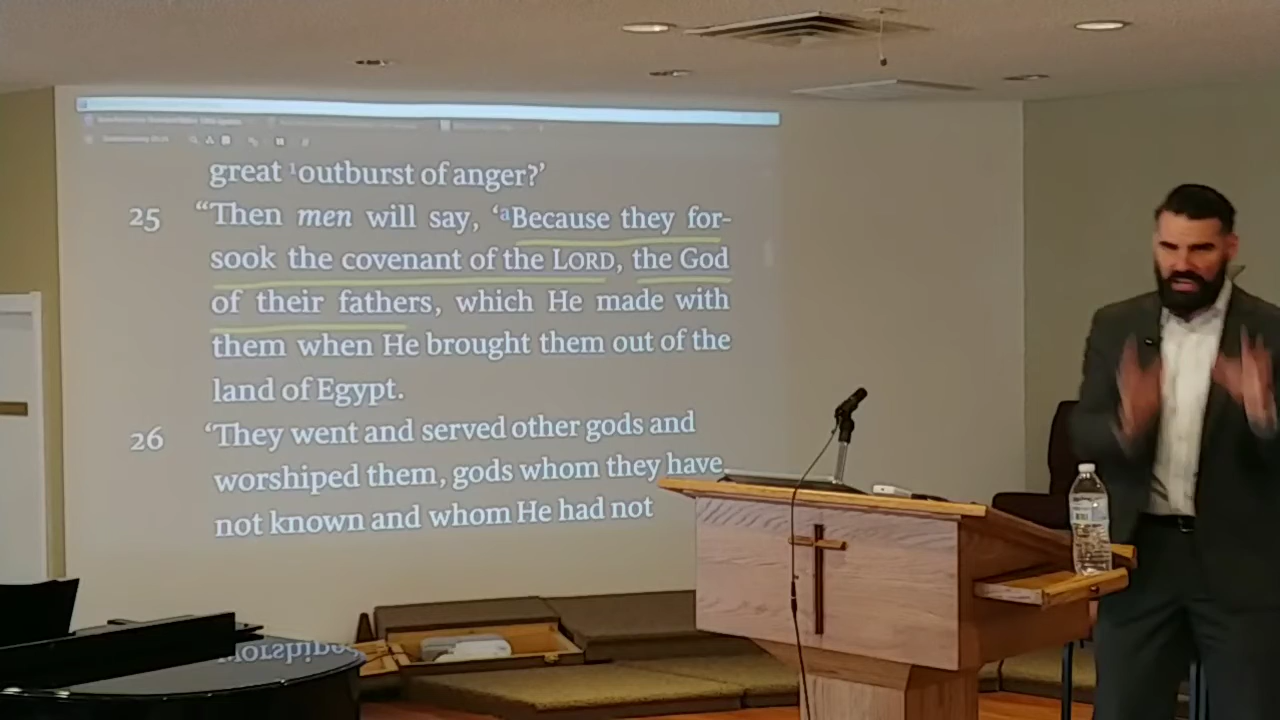 great ¹outburst of anger?’
25 “Then men will say, ‘ᵃBecause they for-
sook the covenant of the LORD, the God
of their fathers, which He made with
them when He brought them out of the
land of Egypt.
26 ‘They went and served other gods and
worshiped them, gods whom they have
not known and whom He had not